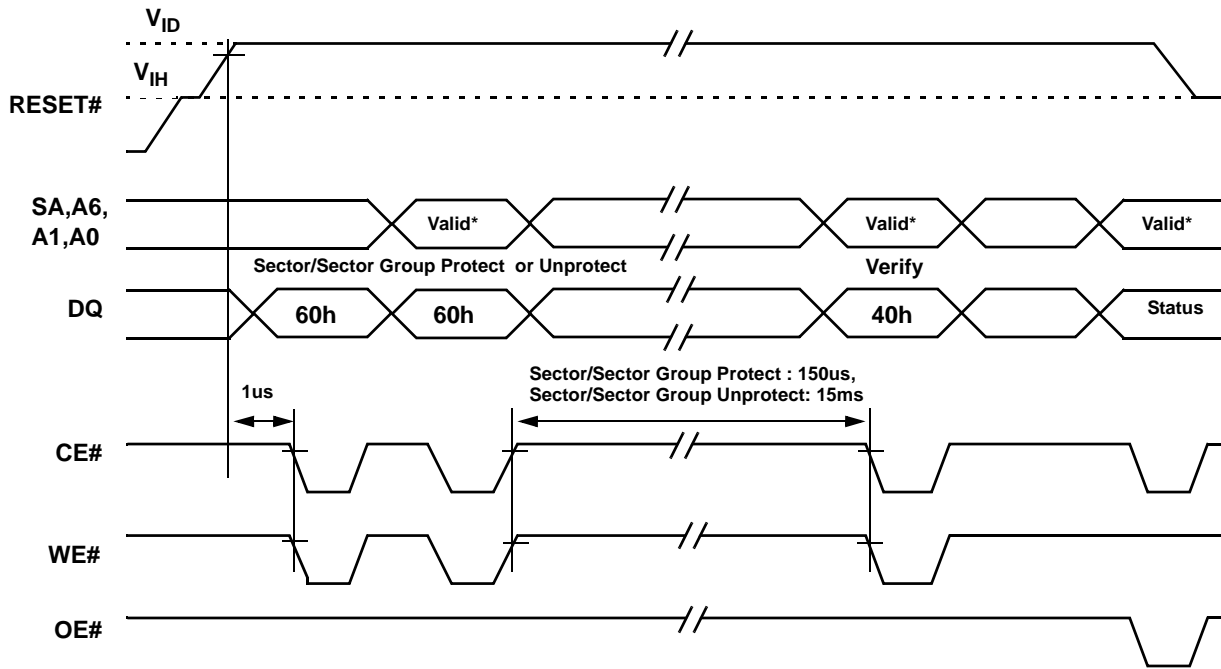 VID
VIH
RESET#
SA,A6,
A1,A0
Valid*
Valid*
Valid*
Sector/Sector Group Protect or Unprotect
Verify
DQ
60h
60h
40h
Status
1us
Sector/Sector Group Protect : 150us,
Sector/Sector Group Unprotect: 15ms
CE#
WE#
OE#